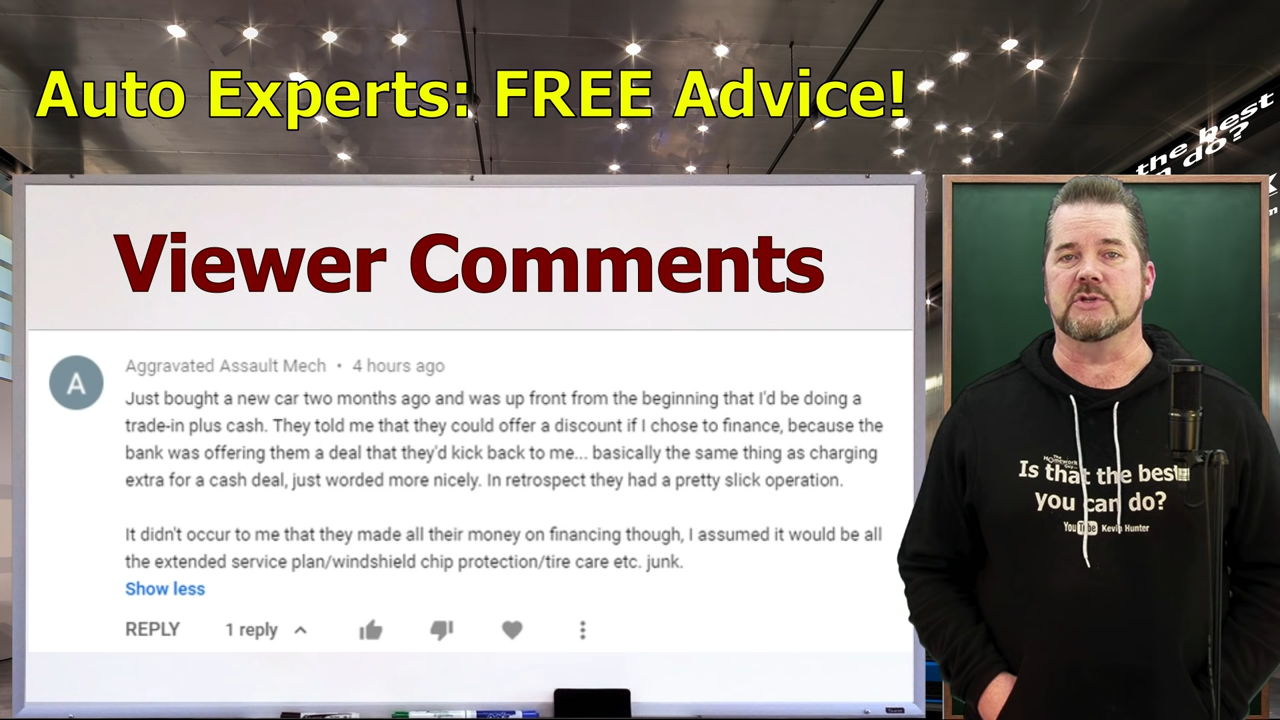 Auto Experts: FREE Advice!
the best
do?
Viewer Comments
A
Aggravated Assault Mech • 4 hours ago
Just bought a new car two months ago and was up front from the beginning that I'd be doing a
trade-in plus cash. They told me that they could offer a discount if I chose to finance, because the
bank was offering them a deal that they'd kick back to me... basically the same thing as charging
extra for a cash deal, just worded more nicely. In retrospect they had a pretty slick operation.
It didn't occur to me that they made all their money on financing though, I assumed it would be all
the extended service plan/windshield chip protection/tire care etc. junk.
Show less
REPLY 1 reply
Is that the best
you can do?
YouTube Kevin Hunter